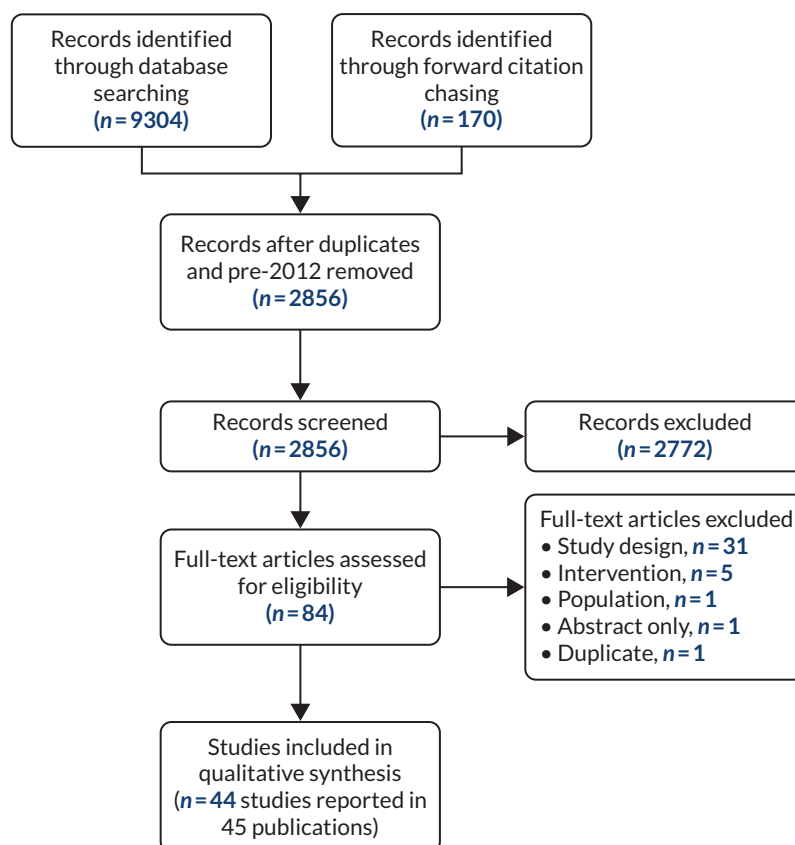 Records identified
through database
searching
(n=9304)
Records identified
through forward citation
chasing
(n=170)
Records after duplicates
and pre-2012 removed
(n=2856)
Records screened
(n=2856)
Records excluded
(n=2772)
Full-text articles assessed
for eligibility
(n=84)
Full-text articles excluded
• Study design, n=31
• Intervention, n=5
• Population, n=1
• Abstract only, n=1
• Duplicate, n=1
Studies included in
qualitative synthesis
(n=44 studies reported in
45 publications)